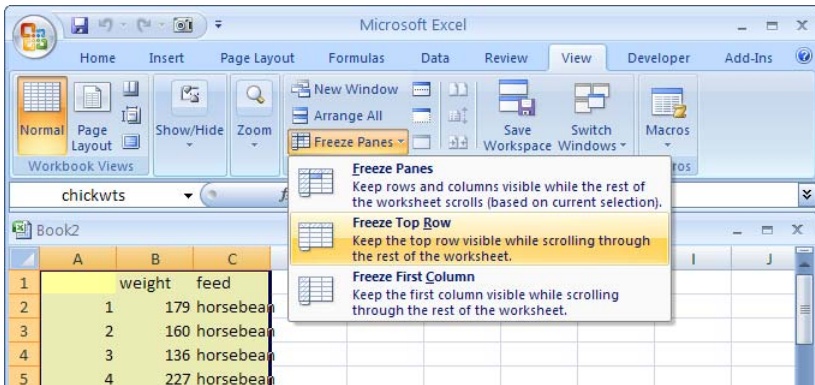 Microsoft Excel
Home Insert Page Layout Formulas Data Review View Developer Add-Ins
New Window
Arrange All
Freeze Panes
Normal Page Layout
Show/Hide Zoom
Save Workspace
Switch Windows
Macros
Workbook Views
Freeze Panes
Keep rows and columns visible while the rest of
the worksheet scrolls (based on current selection).
Freeze Top Row
Keep the top row visible while scrolling through
the rest of the worksheet.
Freeze First Column
Keep the first column visible while scrolling
through the rest of the worksheet.
chickwts
Book2
A B C I J
1 weight feed
2 1 179 horsebean
3 2 160 horsebean
4 3 136 horsebean
5 4 227 horsebean